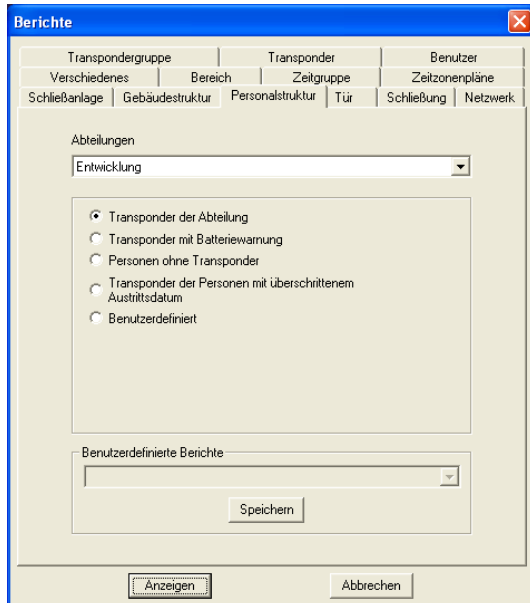 Berichte
Transpondergruppe Transponder Benutzer
Verschiedenes Bereich Zeitgruppe Zeitzonenpläne
Schließanlage Gebäudestruktur Personalstruktur Tür Schließung Netzwerk
Abteilungen
Entwicklung
Transponder der Abteilung
Transponder mit Batteriewarnung
Personen ohne Transponder
Transponder der Personen mit überschrittenem
Austrittsdatum
Benutzerdefiniert
Benutzerdefinierte Berichte
Speichern
Anzeigen Abbrechen